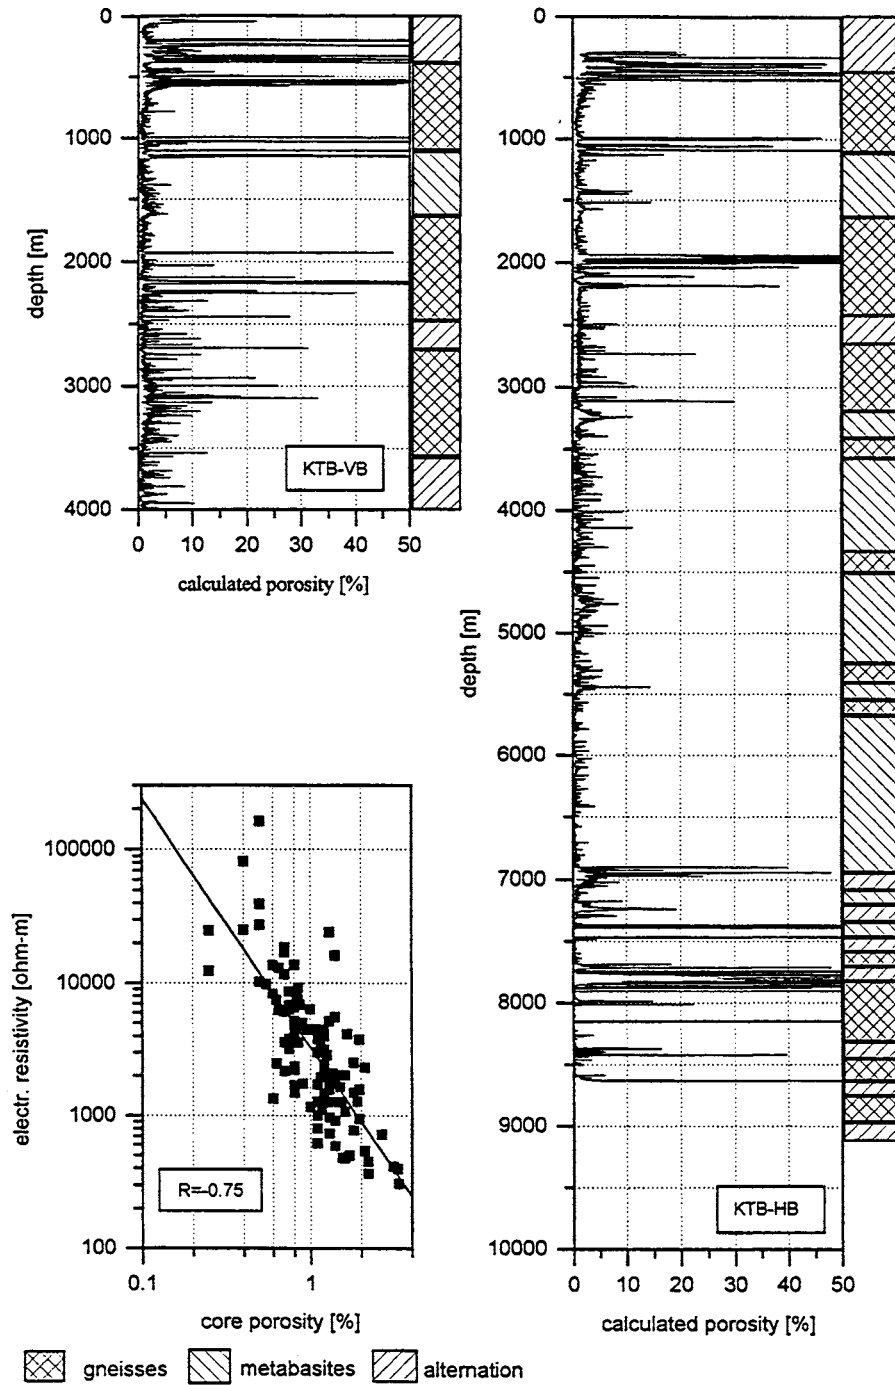 0
1000
2000
3000
4000
depth [m]
KTB-VB
0 10 20 30 40 50
calculated porosity [%]
0
1000
2000
3000
4000
5000
6000
7000
8000
9000
10000
depth [m]
KTB-HB
0 10 20 30 40 50
calculated porosity [%]
100000
10000
1000
100
electr. resistivity [ohm-m]
R=-0.75
0.1 1
core porosity [%]
gneisses metabasites alternation